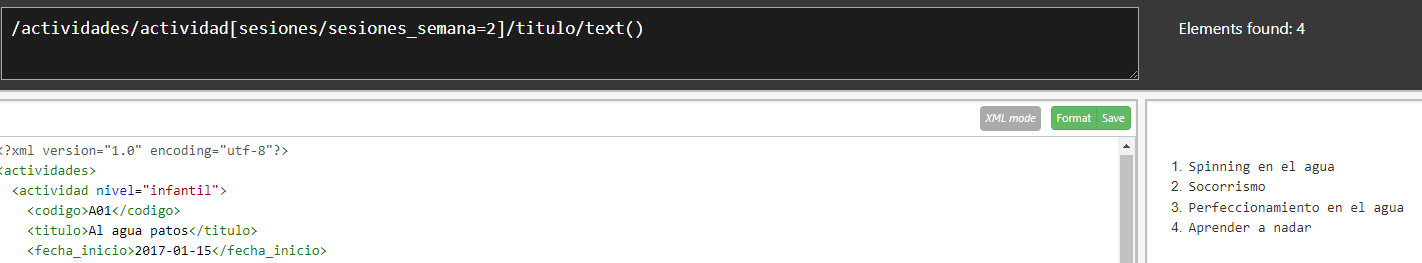 /actividades/actividad[sesiones/sesiones_semana=2]/titulo/text()
Elements found: 4
XML mode
Format
Save
<?xml version="1.0" encoding="utf-8"?>
<actividades>
<actividad nivel="infantil">
<codigo>A01</codigo>
<titulo>Al agua patos</titulo>
<fecha_inicio>2017-01-15</fecha_inicio>
1. Spinning en el agua
2. Socorrismo
3. Perfeccionamiento en el agua
4. Aprender a nadar